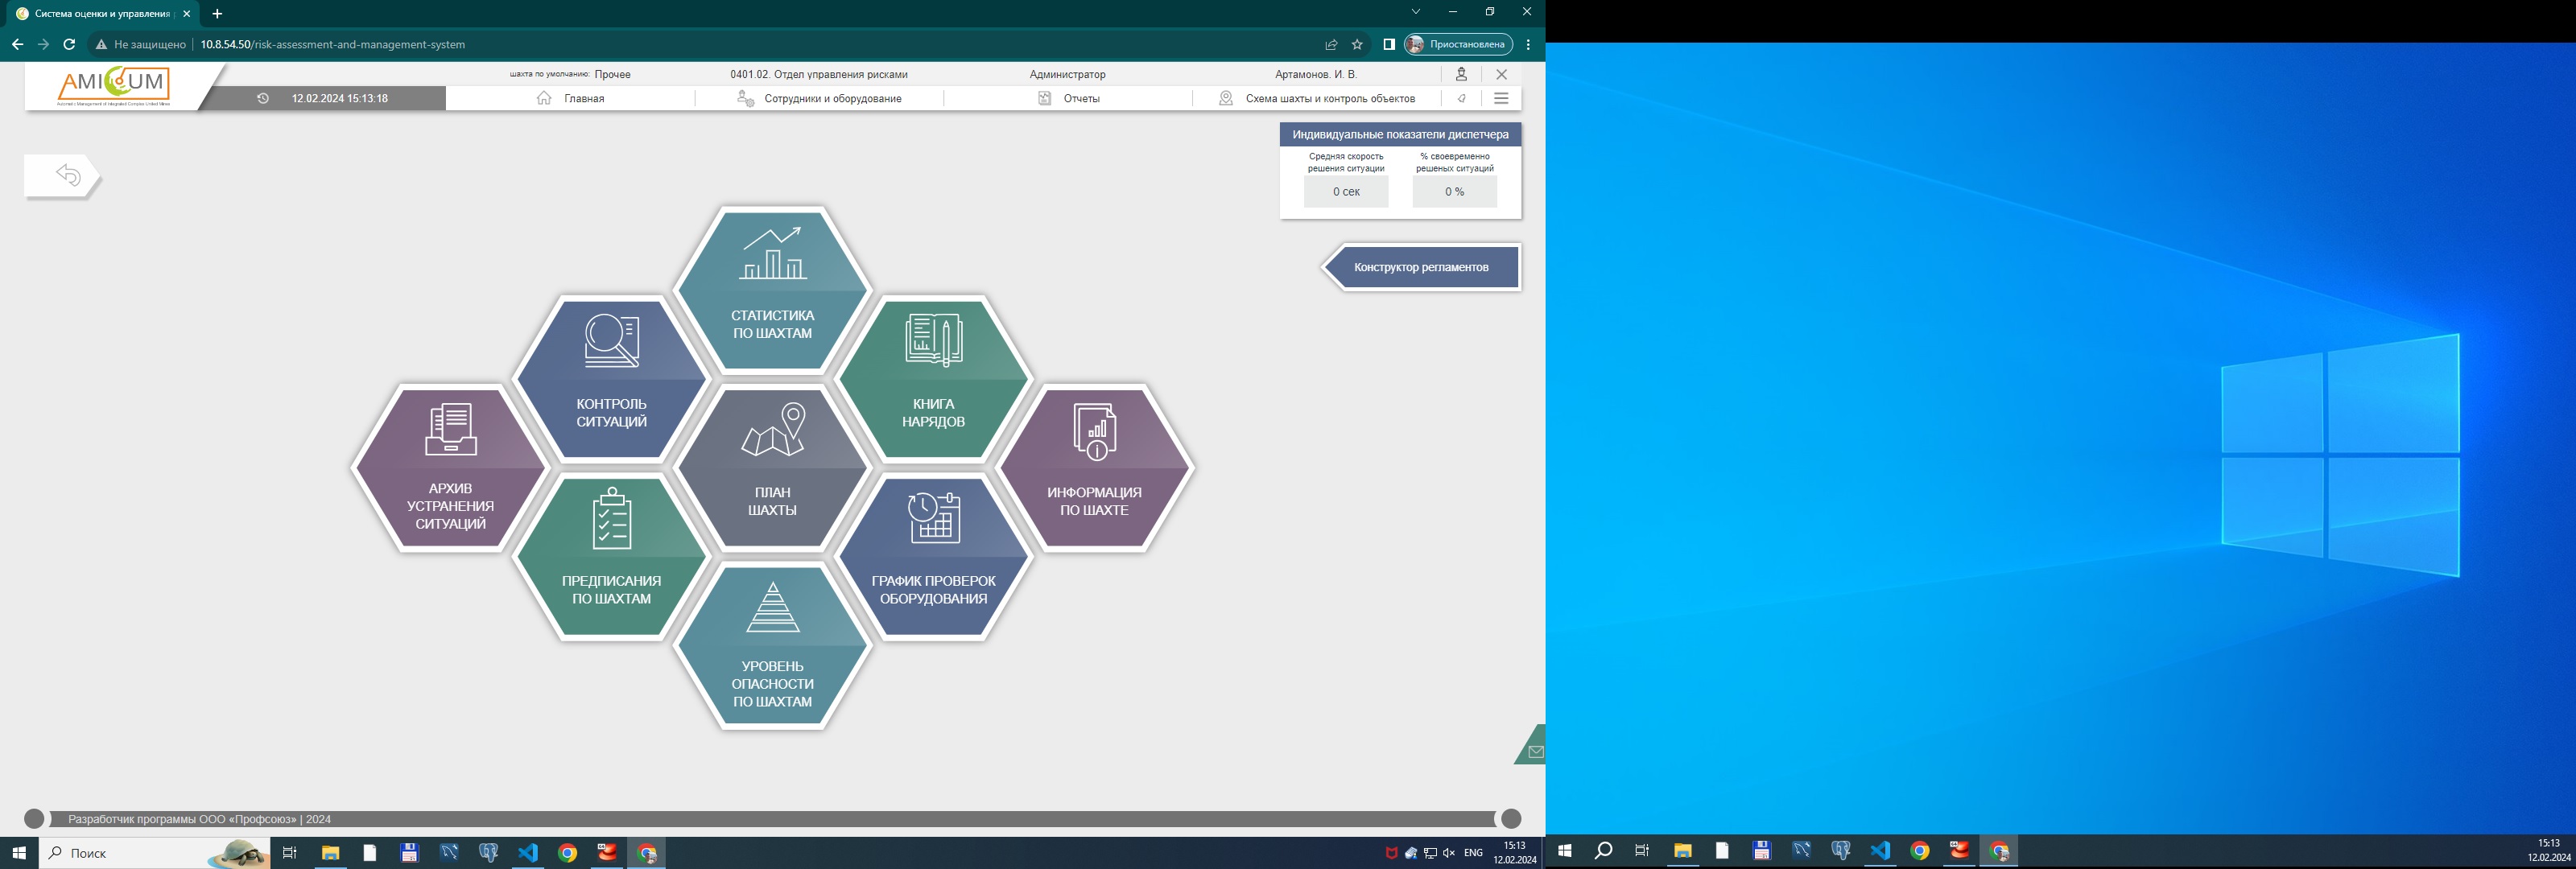 Система оценки и управления
Не защищено
10.8.54.50/risk-assessment-and-management-system
Приостановлена
AMICUM
шахта по умолчанию: Прочее
0401.02. Отдел управления рисками
Администратор
Артамонов. И. В.
12.02.2024 15:13:18
Главная
Сотрудники и оборудование
Отчеты
Схема шахты и контроль объектов
Индивидуальные показатели диспетчера
Средняя скорость
решения ситуации
% своевременно
решеных ситуаций
0 сек
0 %
Конструктор регламентов
СТАТИСТИКА
ПО ШАХТАМ
КОНТРОЛЬ
СИТУАЦИЙ
КНИГА
НАРЯДОВ
АРХИВ
УСТРАНЕНИЯ
СИТУАЦИЙ
ПЛАН
ШАХТЫ
ИНФОРМАЦИЯ
ПО ШАХТЕ
ПРЕДПИСАНИЯ
ПО ШАХТАМ
ГРАФИК ПРОВЕРОК
ОБОРУДОВАНИЯ
УРОВЕНЬ
ОПАСНОСТИ
ПО ШАХТАМ
Разработчик программы ООО «Профсоюз» | 2024
Поиск
ENG
15:13
12.02.2024
15:13
12.02.2024